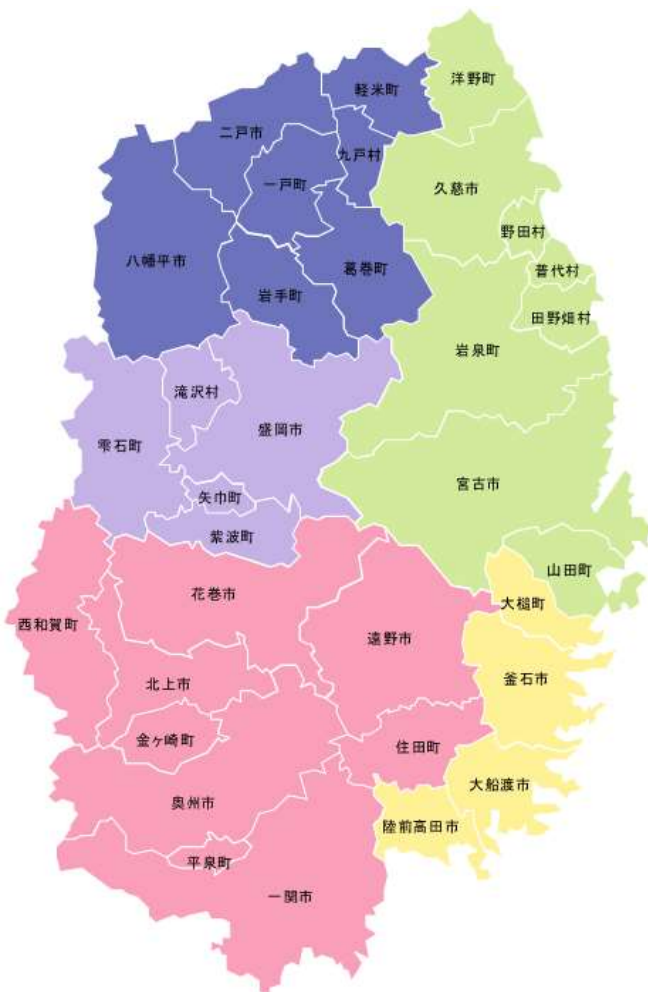 洋野町
軽米町
二戸市
九戸村
一戸町
久慈市
野田村
八幡平市
葛巻町
普代村
岩手町
田野畑村
岩泉町
滝沢村
盛岡市
雫石町
宮古市
矢巾町
紫波町
山田町
花巻市
大槌町
西和賀町
遠野市
釜石市
北上市
金ヶ崎町
住田町
大船渡市
奥州市
陸前高田市
平泉町
一関市